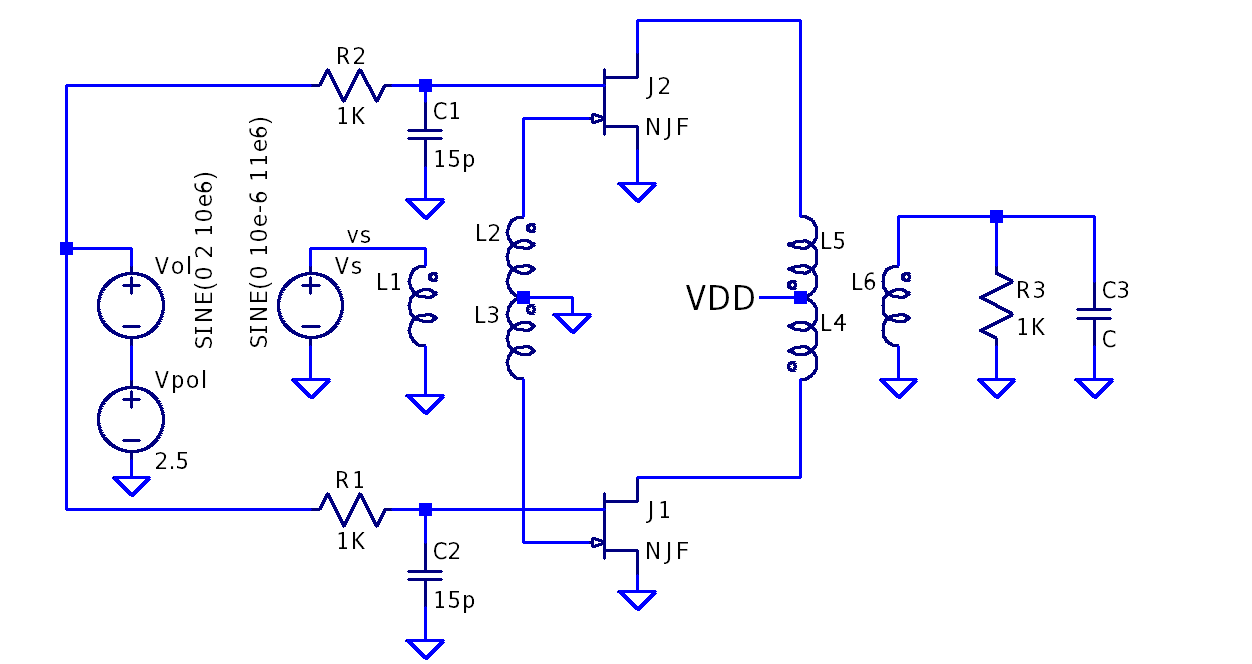 R2
1K
C1
15p
J2
NJF
SINE(0 2 10e6)
SINE(0 10e-6 11e6)
Vol
vs
Vs
L1
L2
L3
VDD
L5
L4
L6
R3
1K
C3
C
Vpol
2.5
R1
1K
C2
15p
J1
NJF